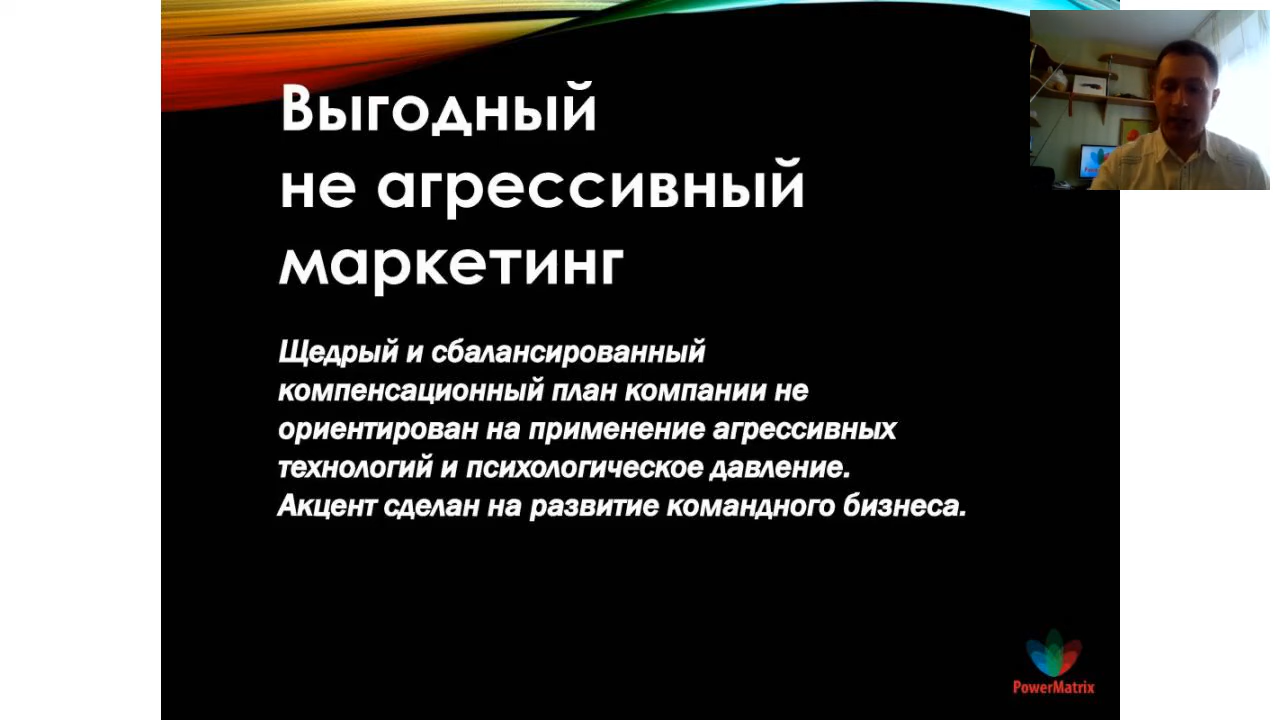 Выгодный
не агрессивный
маркетинг
Щедрый и сбалансированный
компенсационный план компании не
ориентирован на применение агрессивных
технологий и психологическое давление.
Акцент сделан на развитие командного бизнеса.
PowerMatrix